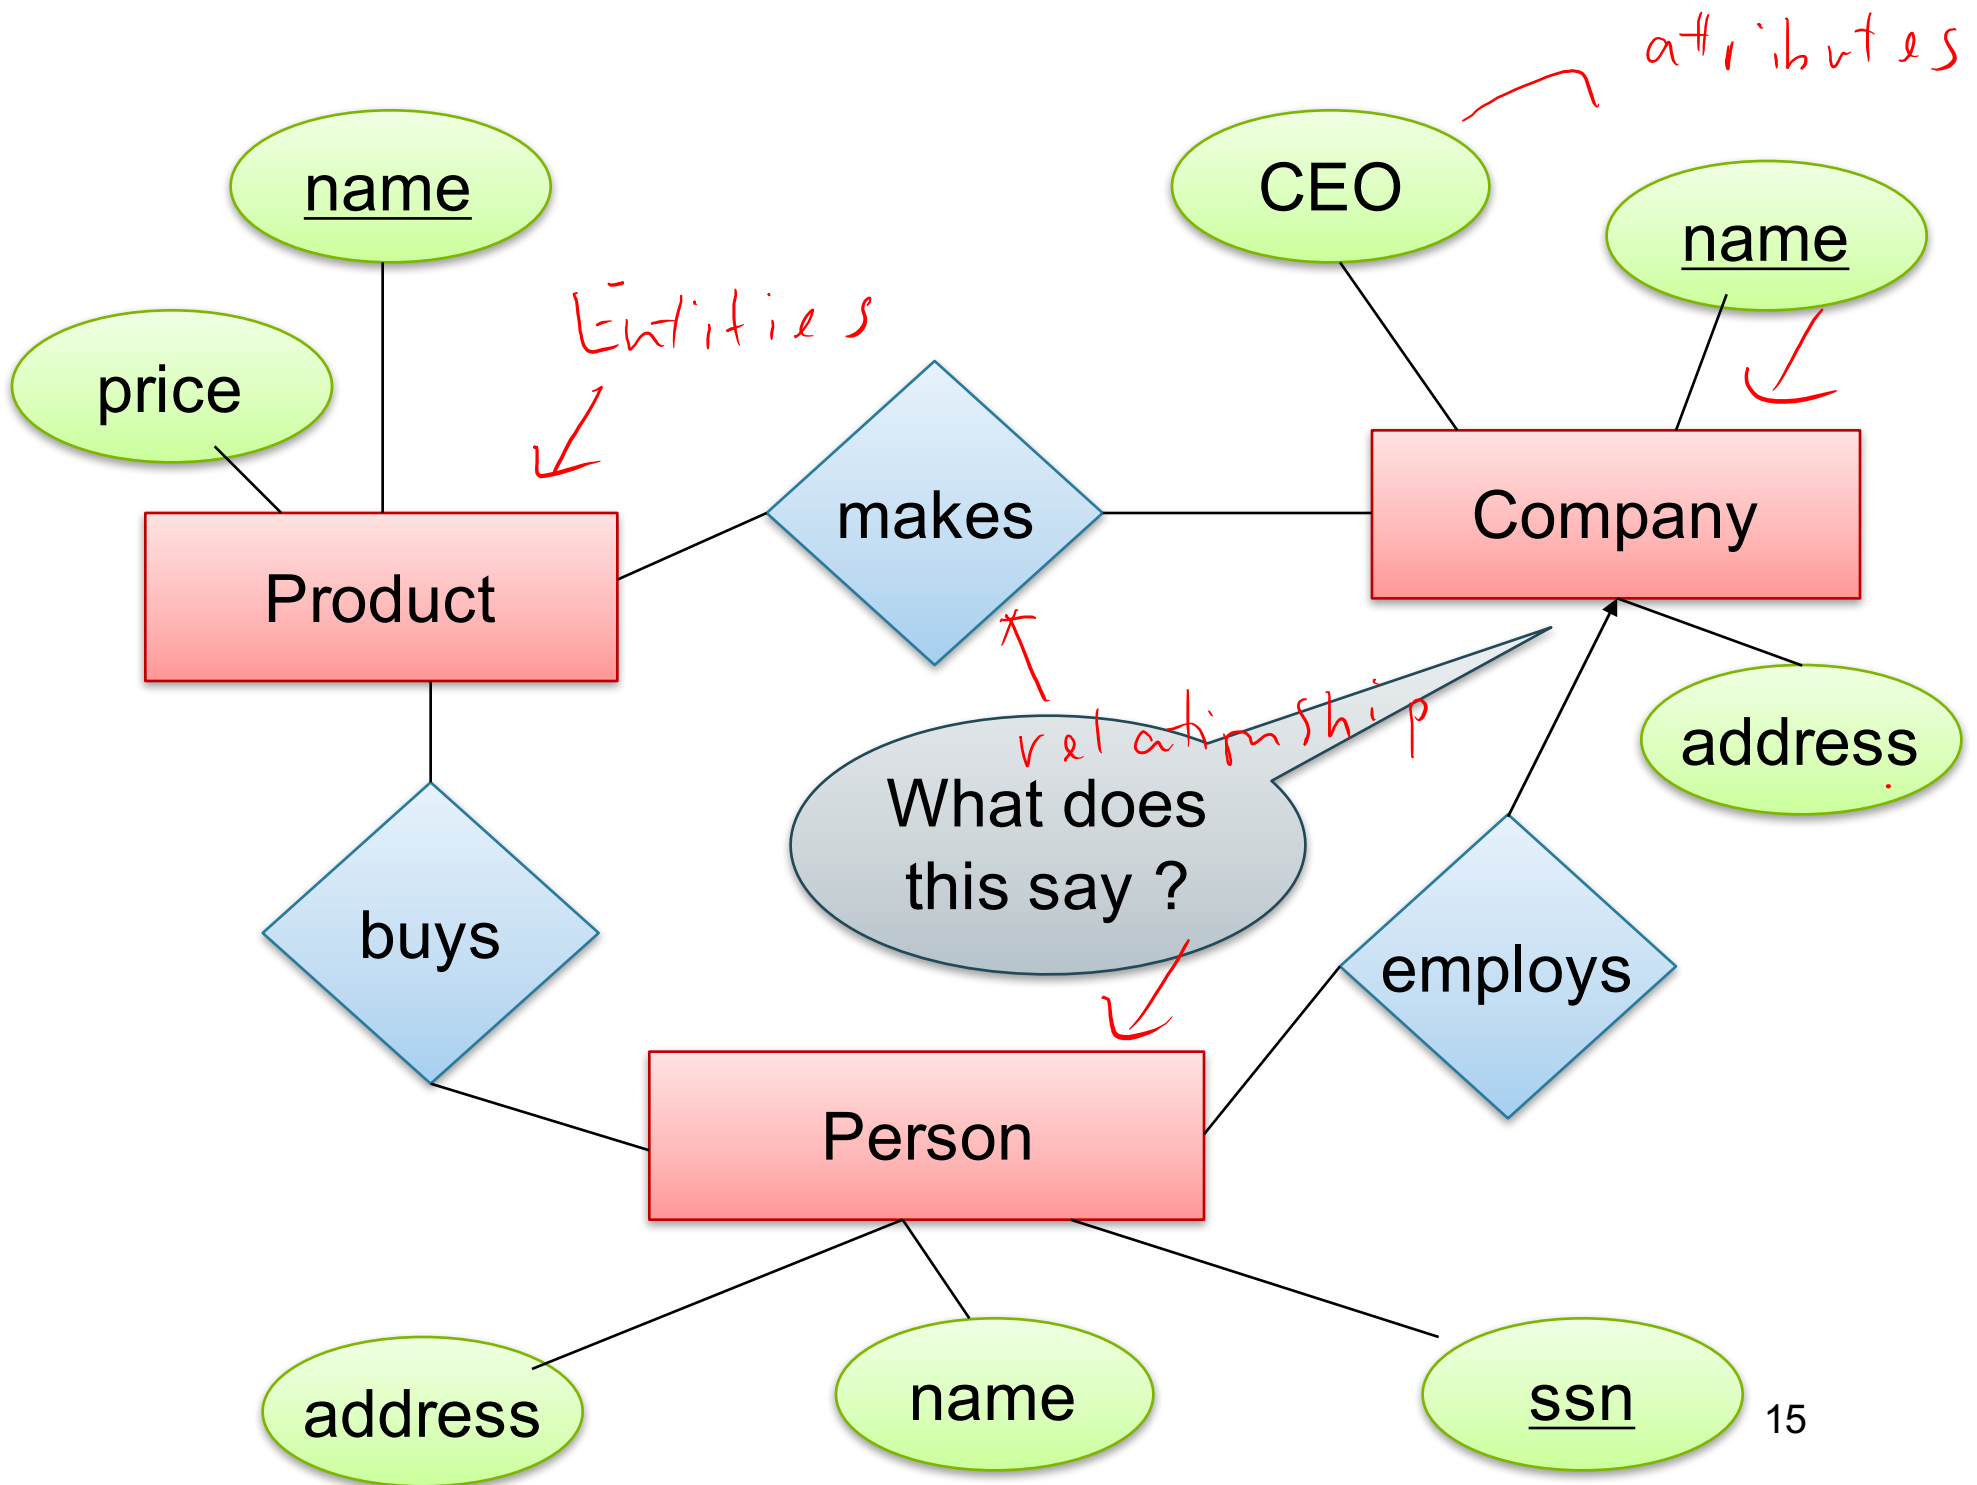 attributes
name
CEO
name
Entities
price
makes
Company
Product
relationship
address
What does
this say ?
buys
employs
Person
address
name
ssn
15